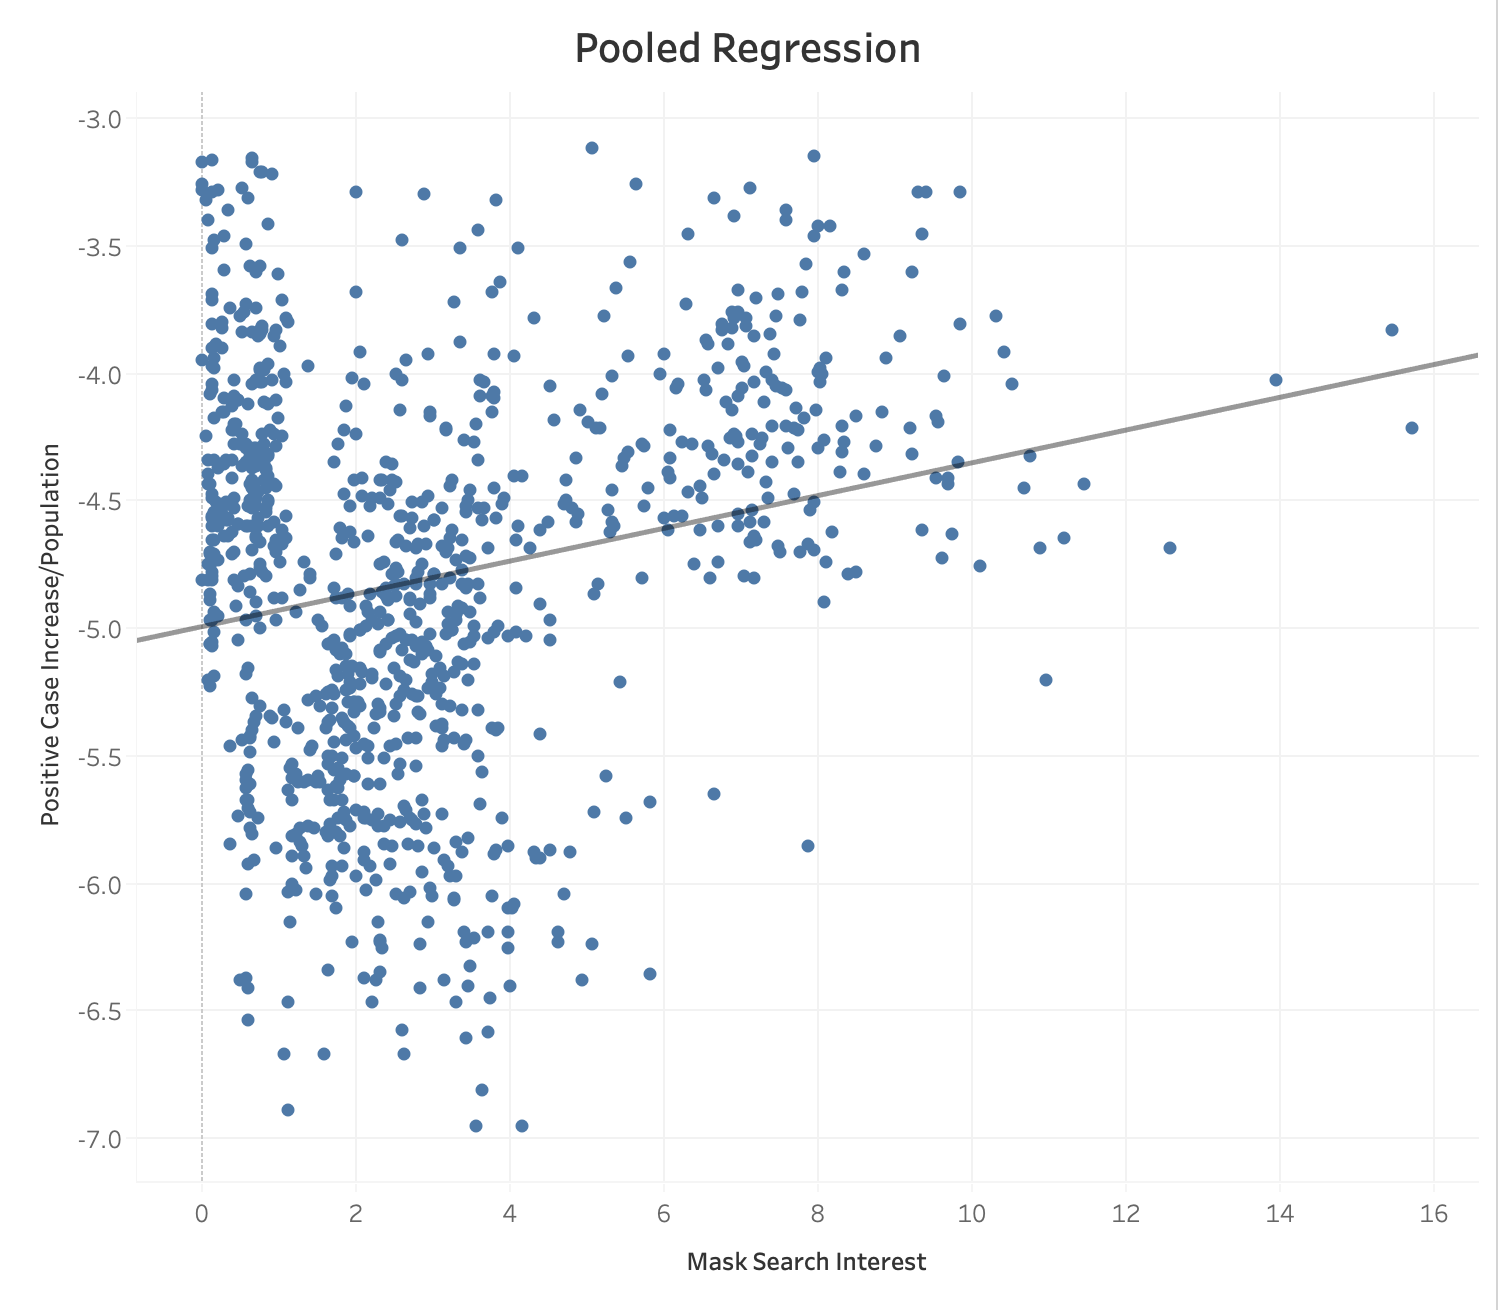 Pooled Regression
-3.0
-3.5
-4.0
-4.5
-5.0
-5.5
-6.0
-6.5
-7.0
Positive Case Increase/Population
0 2 4 6 8 10 12 14 16
Mask Search Interest